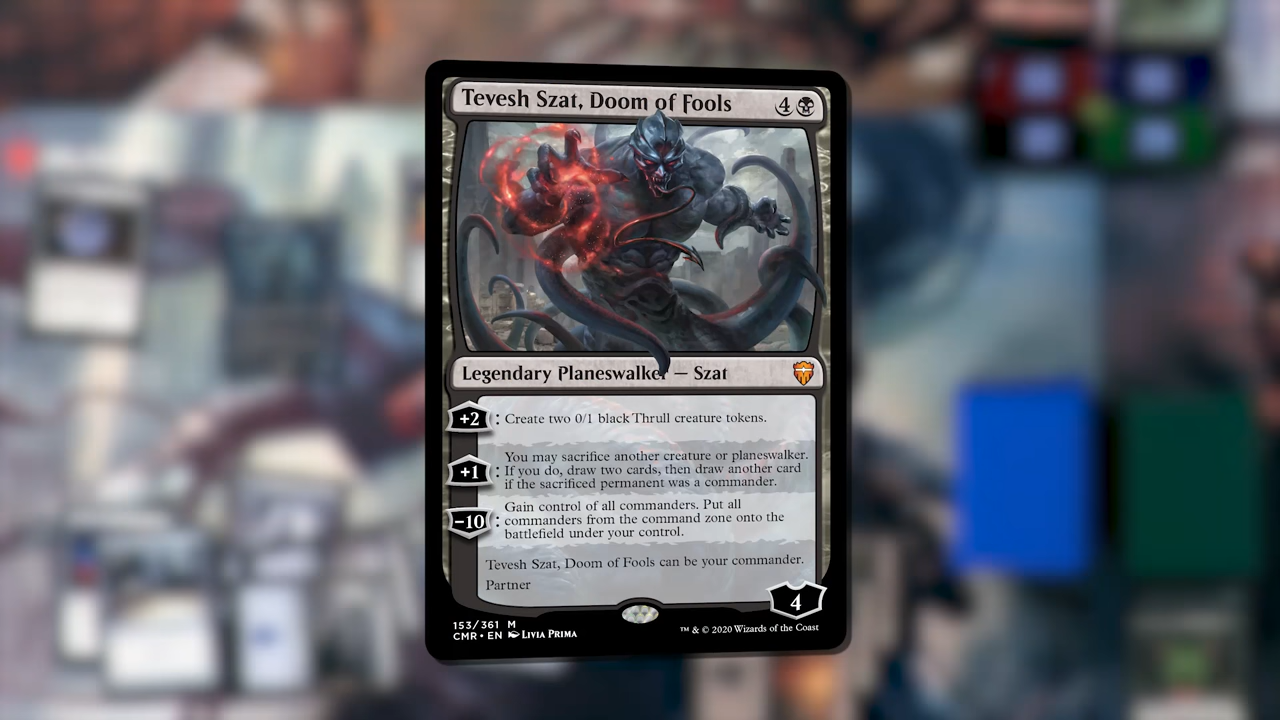 Tevesh Szat, Doom of Fools 4
Legendary Planeswalker — Szat
+2 : Create two 0/1 black Thrull creature tokens.
You may sacrifice another creature or planeswalker.
+1 : If you do, draw two cards, then draw another card
if the sacrificed permanent was a commander.
Gain control of all commanders. Put all
−10 : commanders from the command zone onto the
battlefield under your control.
Tevesh Szat, Doom of Fools can be your commander.
Partner
4
153/361 M
CMR • EN Livia Prima
™ & © 2020 Wizards of the Coast